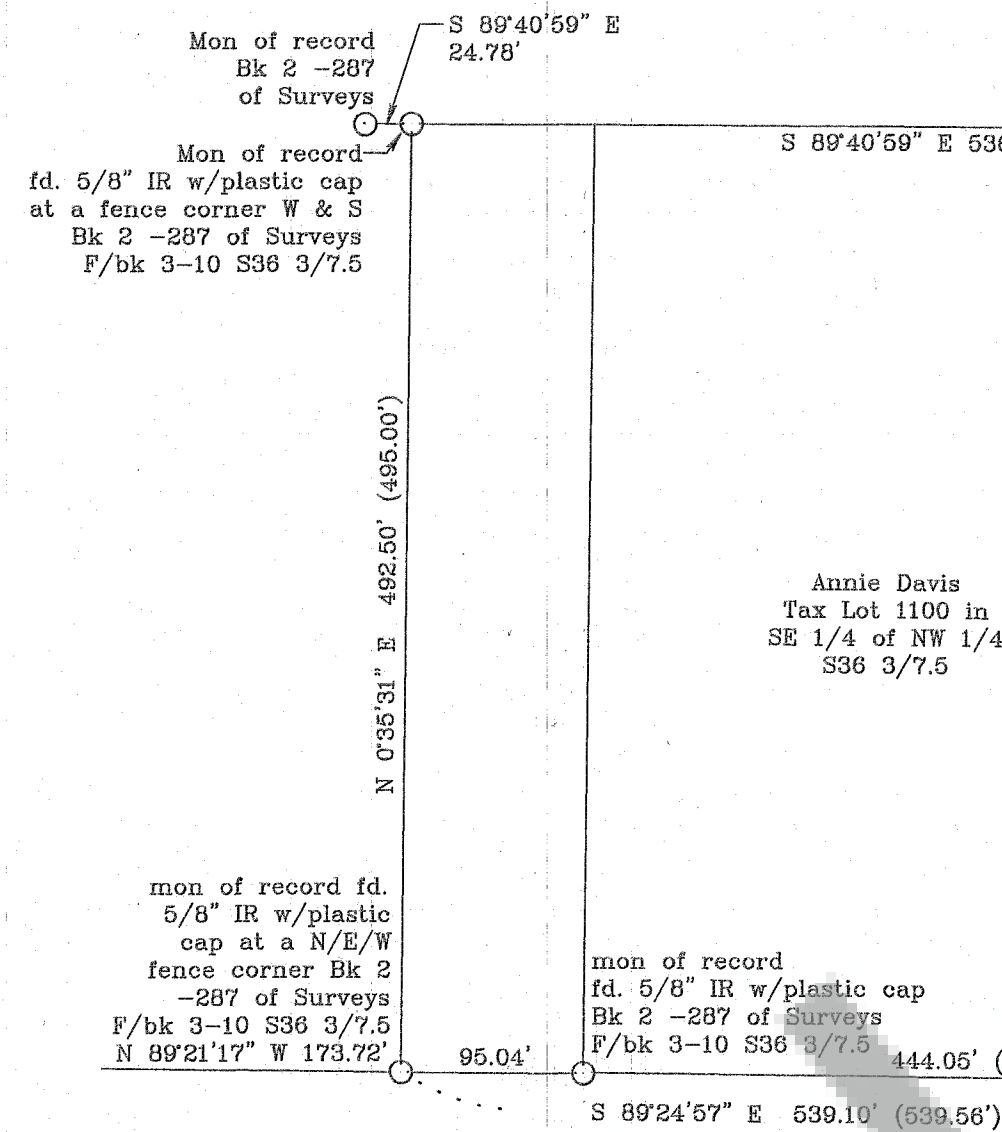 S 89°40'59" E
24.78'
Mon of record
Bk 2 -287
of Surveys
S 89°40'59" E 536
Mon of record
fd. 5/8" IR w/plastic cap
at a fence corner W & S
Bk 2 -287 of Surveys
F/bk 3-10 S36 3/7.5
N 0°35'31" E 492.50' (495.00')
Annie Davis
Tax Lot 1100 in
SE 1/4 of NW 1/4
S36 3/7.5
mon of record fd.
5/8" IR w/plastic
cap at a N/E/W
fence corner Bk 2
-287 of Surveys
F/bk 3-10 S36 3/7.5
N 89°21'17" W 173.72'
95.04'
mon of record
fd. 5/8" IR w/plastic cap
Bk 2 -287 of Surveys
F/bk 3-10 S36 3/7.5
444.05' (
S 89°24'57" E 539.10' (539.56')